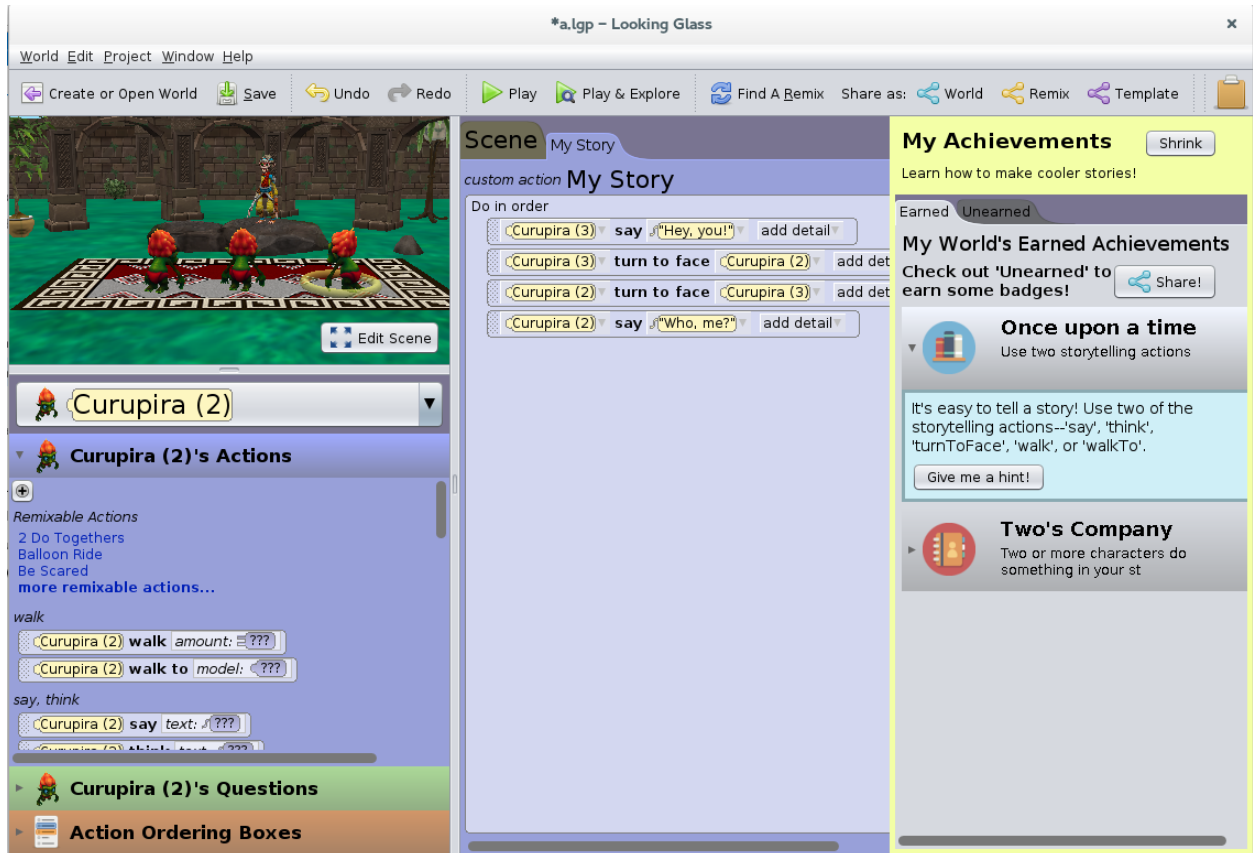 *a.lgp – Looking Glass
World Edit Project Window Help
Create or Open World Save Undo Redo Play Play & Explore Find A Remix Share as: World Remix Template
Edit Scene
Curupira (2)
Curupira (2)'s Actions
Remixable Actions
2 Do Togethers
Balloon Ride
Be Scared
more remixable actions...
walk
Curupira (2) walk amount: ???
Curupira (2) walk to model: ???
say, think
Curupira (2) say text: ???
Curupira (2) think text: ???
Curupira (2)'s Questions
Action Ordering Boxes
Scene My Story
custom action My Story
Do in order
Curupira (3) say "Hey, you!" add detail
Curupira (3) turn to face Curupira (2) add det
Curupira (2) turn to face Curupira (3) add det
Curupira (2) say "Who, me?" add detail
My Achievements Shrink
Learn how to make cooler stories!
Earned Unearned
My World's Earned Achievements
Check out 'Unearned' to
earn some badges!
Share!
Once upon a time
Use two storytelling actions
It's easy to tell a story! Use two of the
storytelling actions--'say', 'think',
'turnToFace', 'walk', or 'walkTo'.
Give me a hint!
Two's Company
Two or more characters do
something in your st